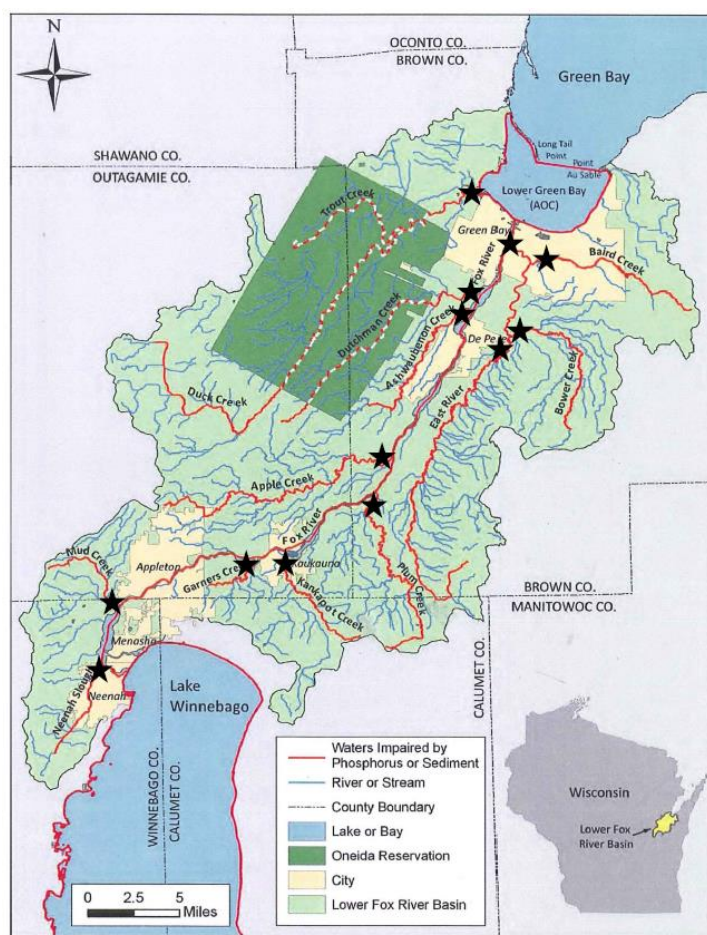 N
OCONTO CO.
BROWN CO.
Green Bay
SHAWANO CO.
OUTAGAMIE CO.
Long Tail
Point
Point
Au Sable
Lower Green Bay
(AOC)
Trout Creek
Green Bay
Fox River
Baird Creek
Dutchman Creek
Ashwaubenon Creek
De Pere
Duck Creek
East River
Bower Creek
Apple Creek
Fox River
Mud Creek
Appleton
Garners Creek
Kaukauna
Plum Creek
Kankapot Creek
BROWN CO.
MANITOWOC CO.
Menasha
Neenah Slough
Neenah
Lake
Winnebago
CALUMET CO.
WINNEBAGO CO.
CALUMET CO.
Waters Impaired by
Phosphorus or Sediment
River or Stream
County Boundary
Lake or Bay
Oneida Reservation
City
Lower Fox River Basin
Wisconsin
Lower Fox
River Basin
0 2.5 5
Miles